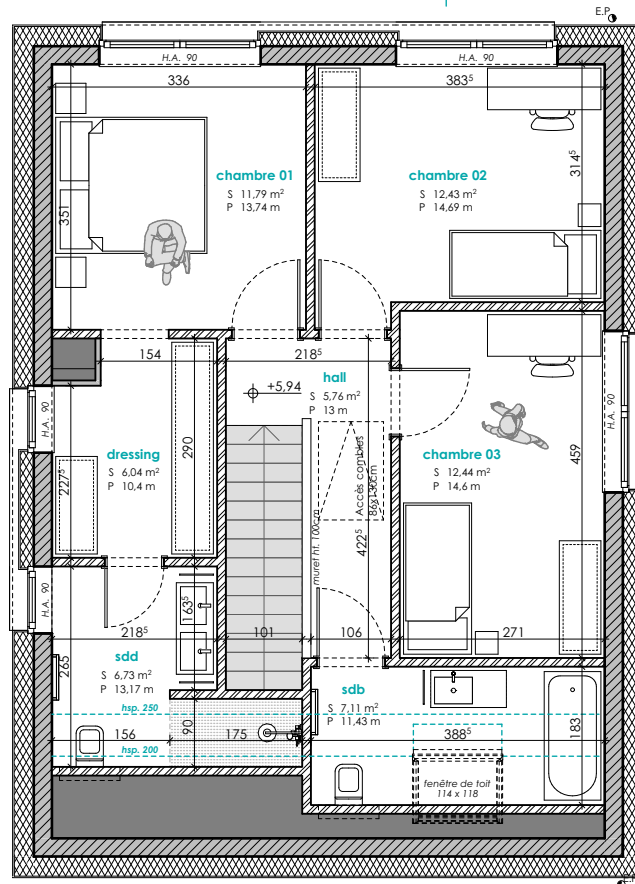 E.P
H.A. 90
H.A. 90
336
383⁵
chambre 01
S 11,79 m²
P 13,74 m
chambre 02
S 12,43 m²
P 14,69 m
314⁵
351
154
218⁵
hall
S 5,76 m²
P 13 m
+5,94
H.A. 90
dressing
S 6,04 m²
P 10,4 m
290
227⁵
Accès combles
86x130cm
muret ht. 100cm
422⁵
chambre 03
S 12,44 m²
P 14,6 m
459
H.A. 90
H.A. 90
163⁵
218⁵
101
106
271
sdd
S 6,73 m²
P 13,17 m
265
sdb
S 7,11 m²
P 11,43 m
183
hsp. 250
90
156
175
388⁵
hsp. 200
fenêtre de toit
114 x 118